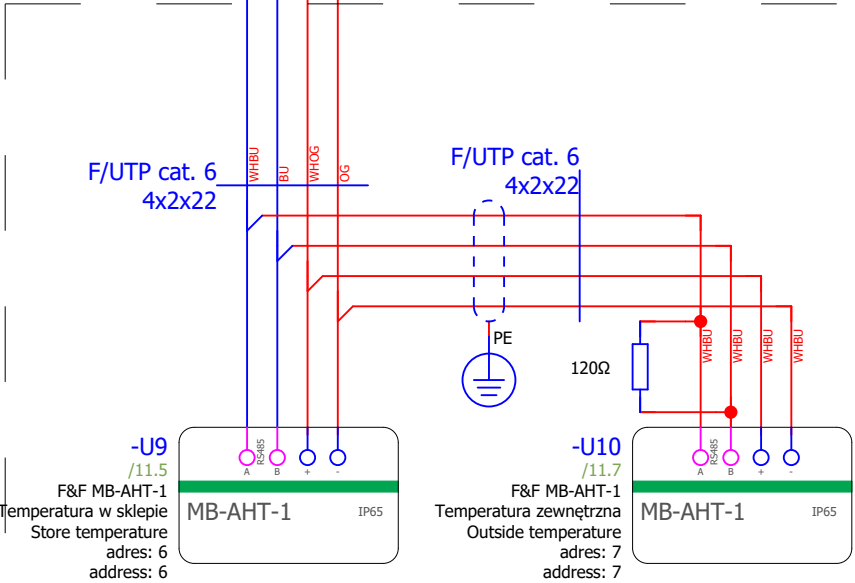 F/UTP cat. 6
4x2x22
WHBU
BU
WHOG
OG
F/UTP cat. 6
4x2x22
PE
120Ω
WHBU
WHBU
WHBU
WHBU
-U9
/11.5
F&F MB-AHT-1
Temperatura w sklepie
Store temperature
adres: 6
address: 6
A
RS485
B
+
-
MB-AHT-1
IP65
-U10
/11.7
F&F MB-AHT-1
Temperatura zewnętrzna
Outside temperature
adres: 7
address: 7
A
RS485
B
+
-
MB-AHT-1
IP65